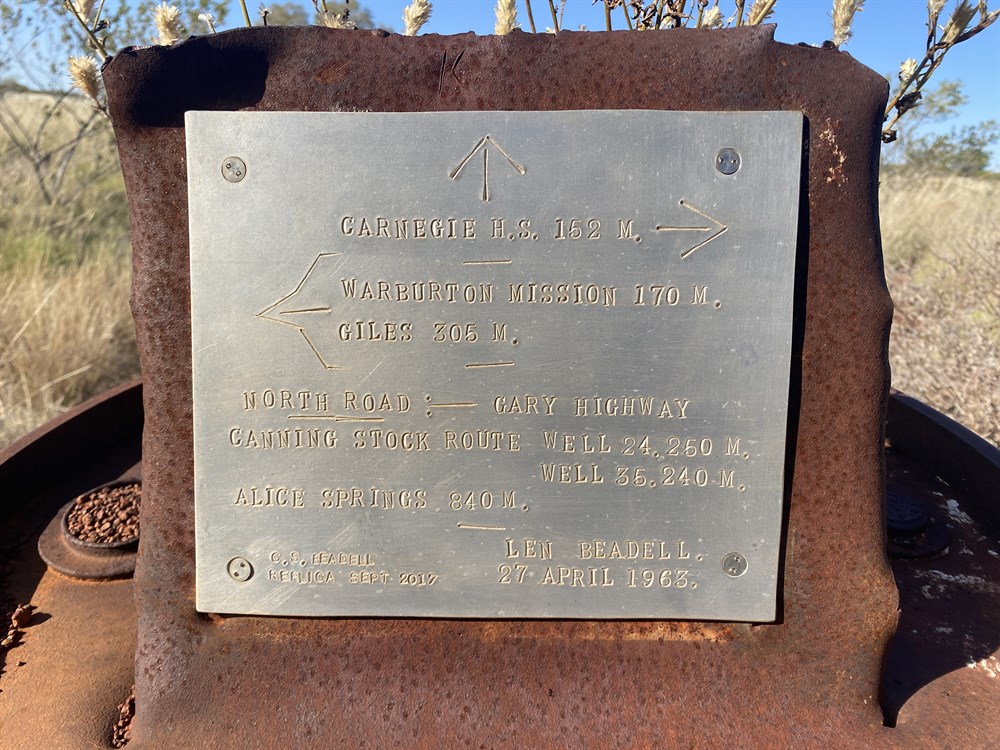 K
CARNEGIE H.S. 152 M.
WARBURTON MISSION 170 M.
GILES 305 M.
NORTH ROAD :— GARY HIGHWAY
CANNING STOCK ROUTE WELL 24, 250 M.
WELL 35, 240 M.
ALICE SPRINGS 840 M.
LEN BEADELL.
27 APRIL 1963.
C. S. BEADELL
REPLICA SEPT 2017